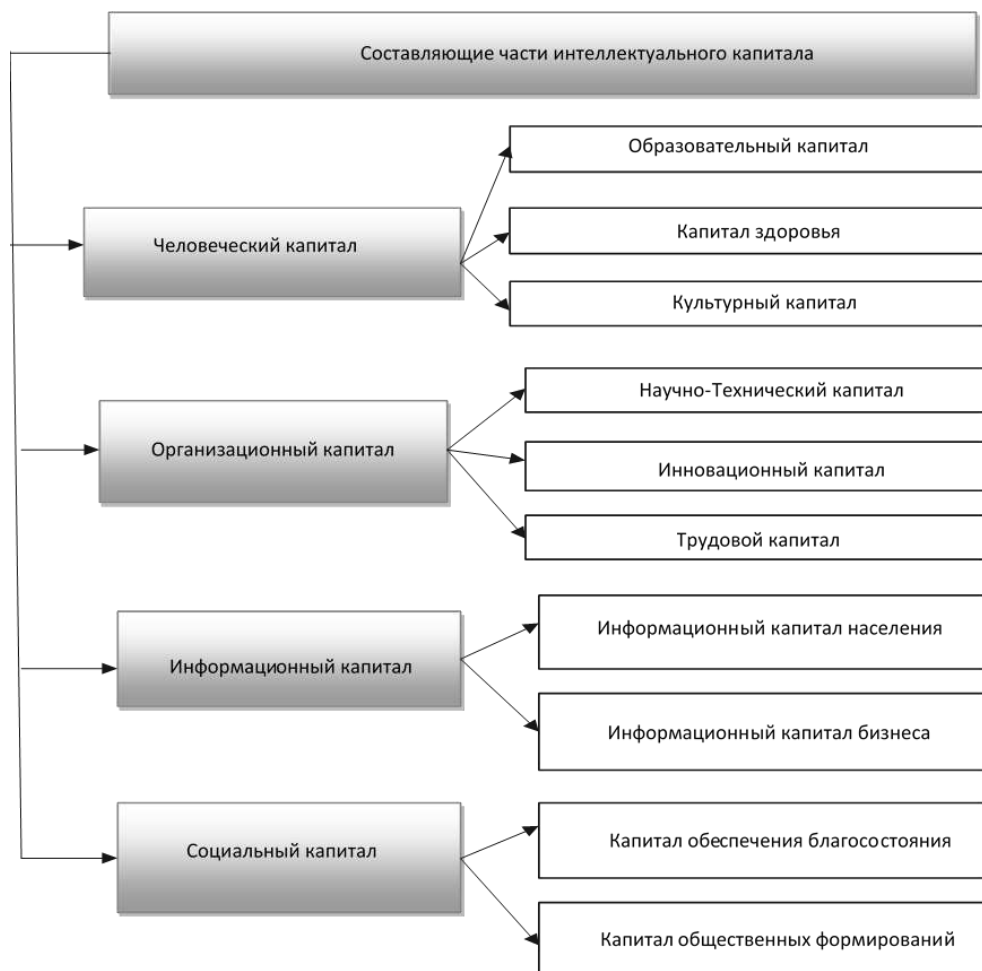 Составляющие части интеллектуального капитала
Человеческий капитал
Образовательный капитал
Капитал здоровья
Культурный капитал
Организационный капитал
Научно-Технический капитал
Инновационный капитал
Трудовой капитал
Информационный капитал
Информационный капитал населения
Информационный капитал бизнеса
Социальный капитал
Капитал обеспечения благосостояния
Капитал общественных формирований